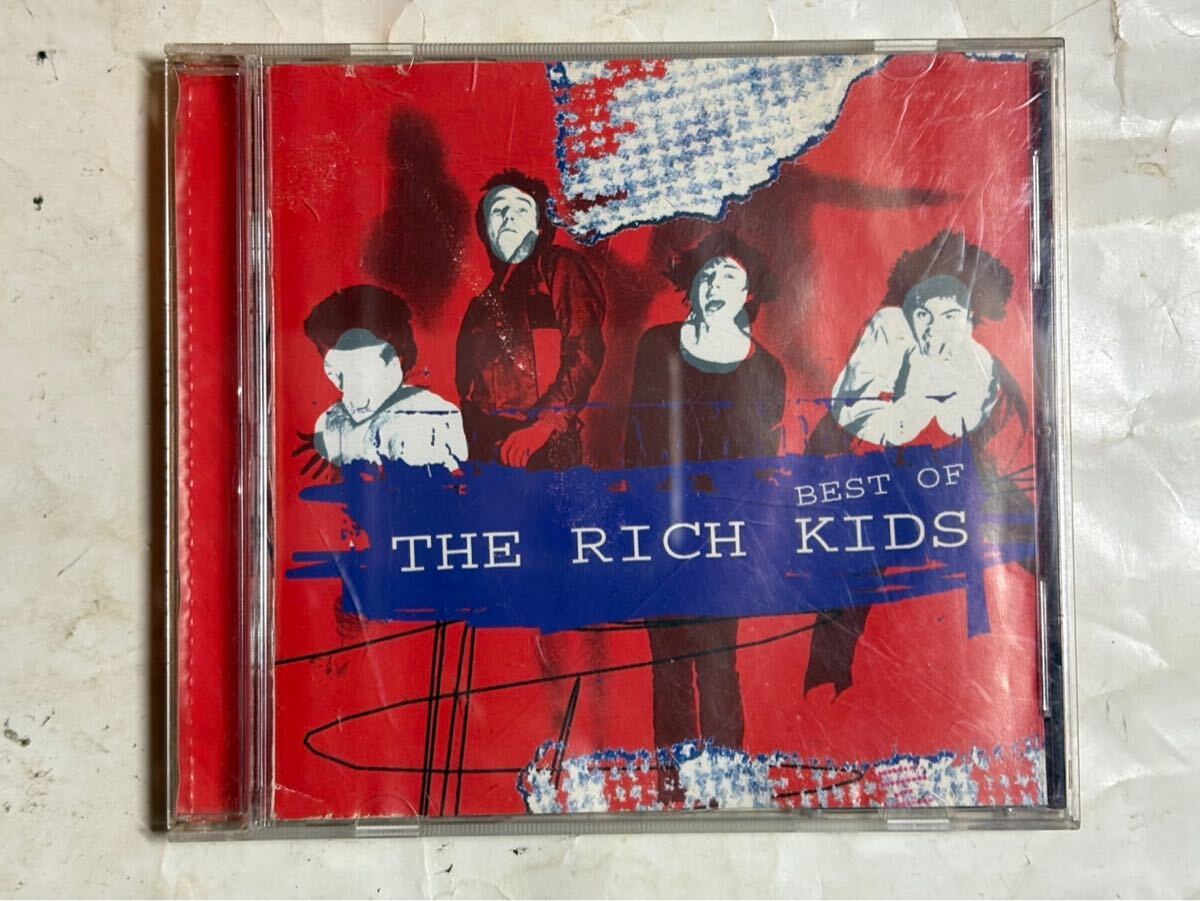 BEST OF
THE RICH KIDS